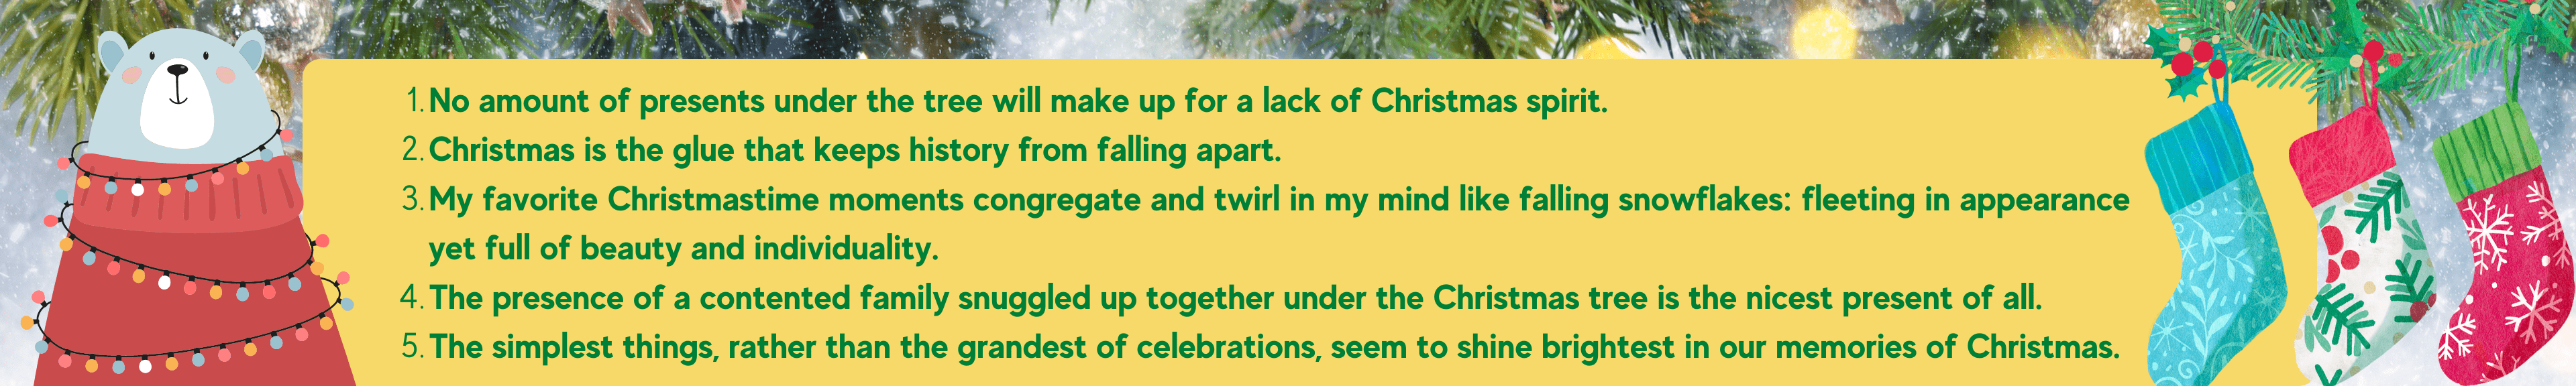 1. No amount of presents under the tree will make up for a lack of Christmas spirit.
2. Christmas is the glue that keeps history from falling apart.
3. My favorite Christmastime moments congregate and twirl in my mind like falling snowflakes: fleeting in appearance
yet full of beauty and individuality.
4. The presence of a contented family snuggled up together under the Christmas tree is the nicest present of all.
5. The simplest things, rather than the grandest of celebrations, seem to shine brightest in our memories of Christmas.